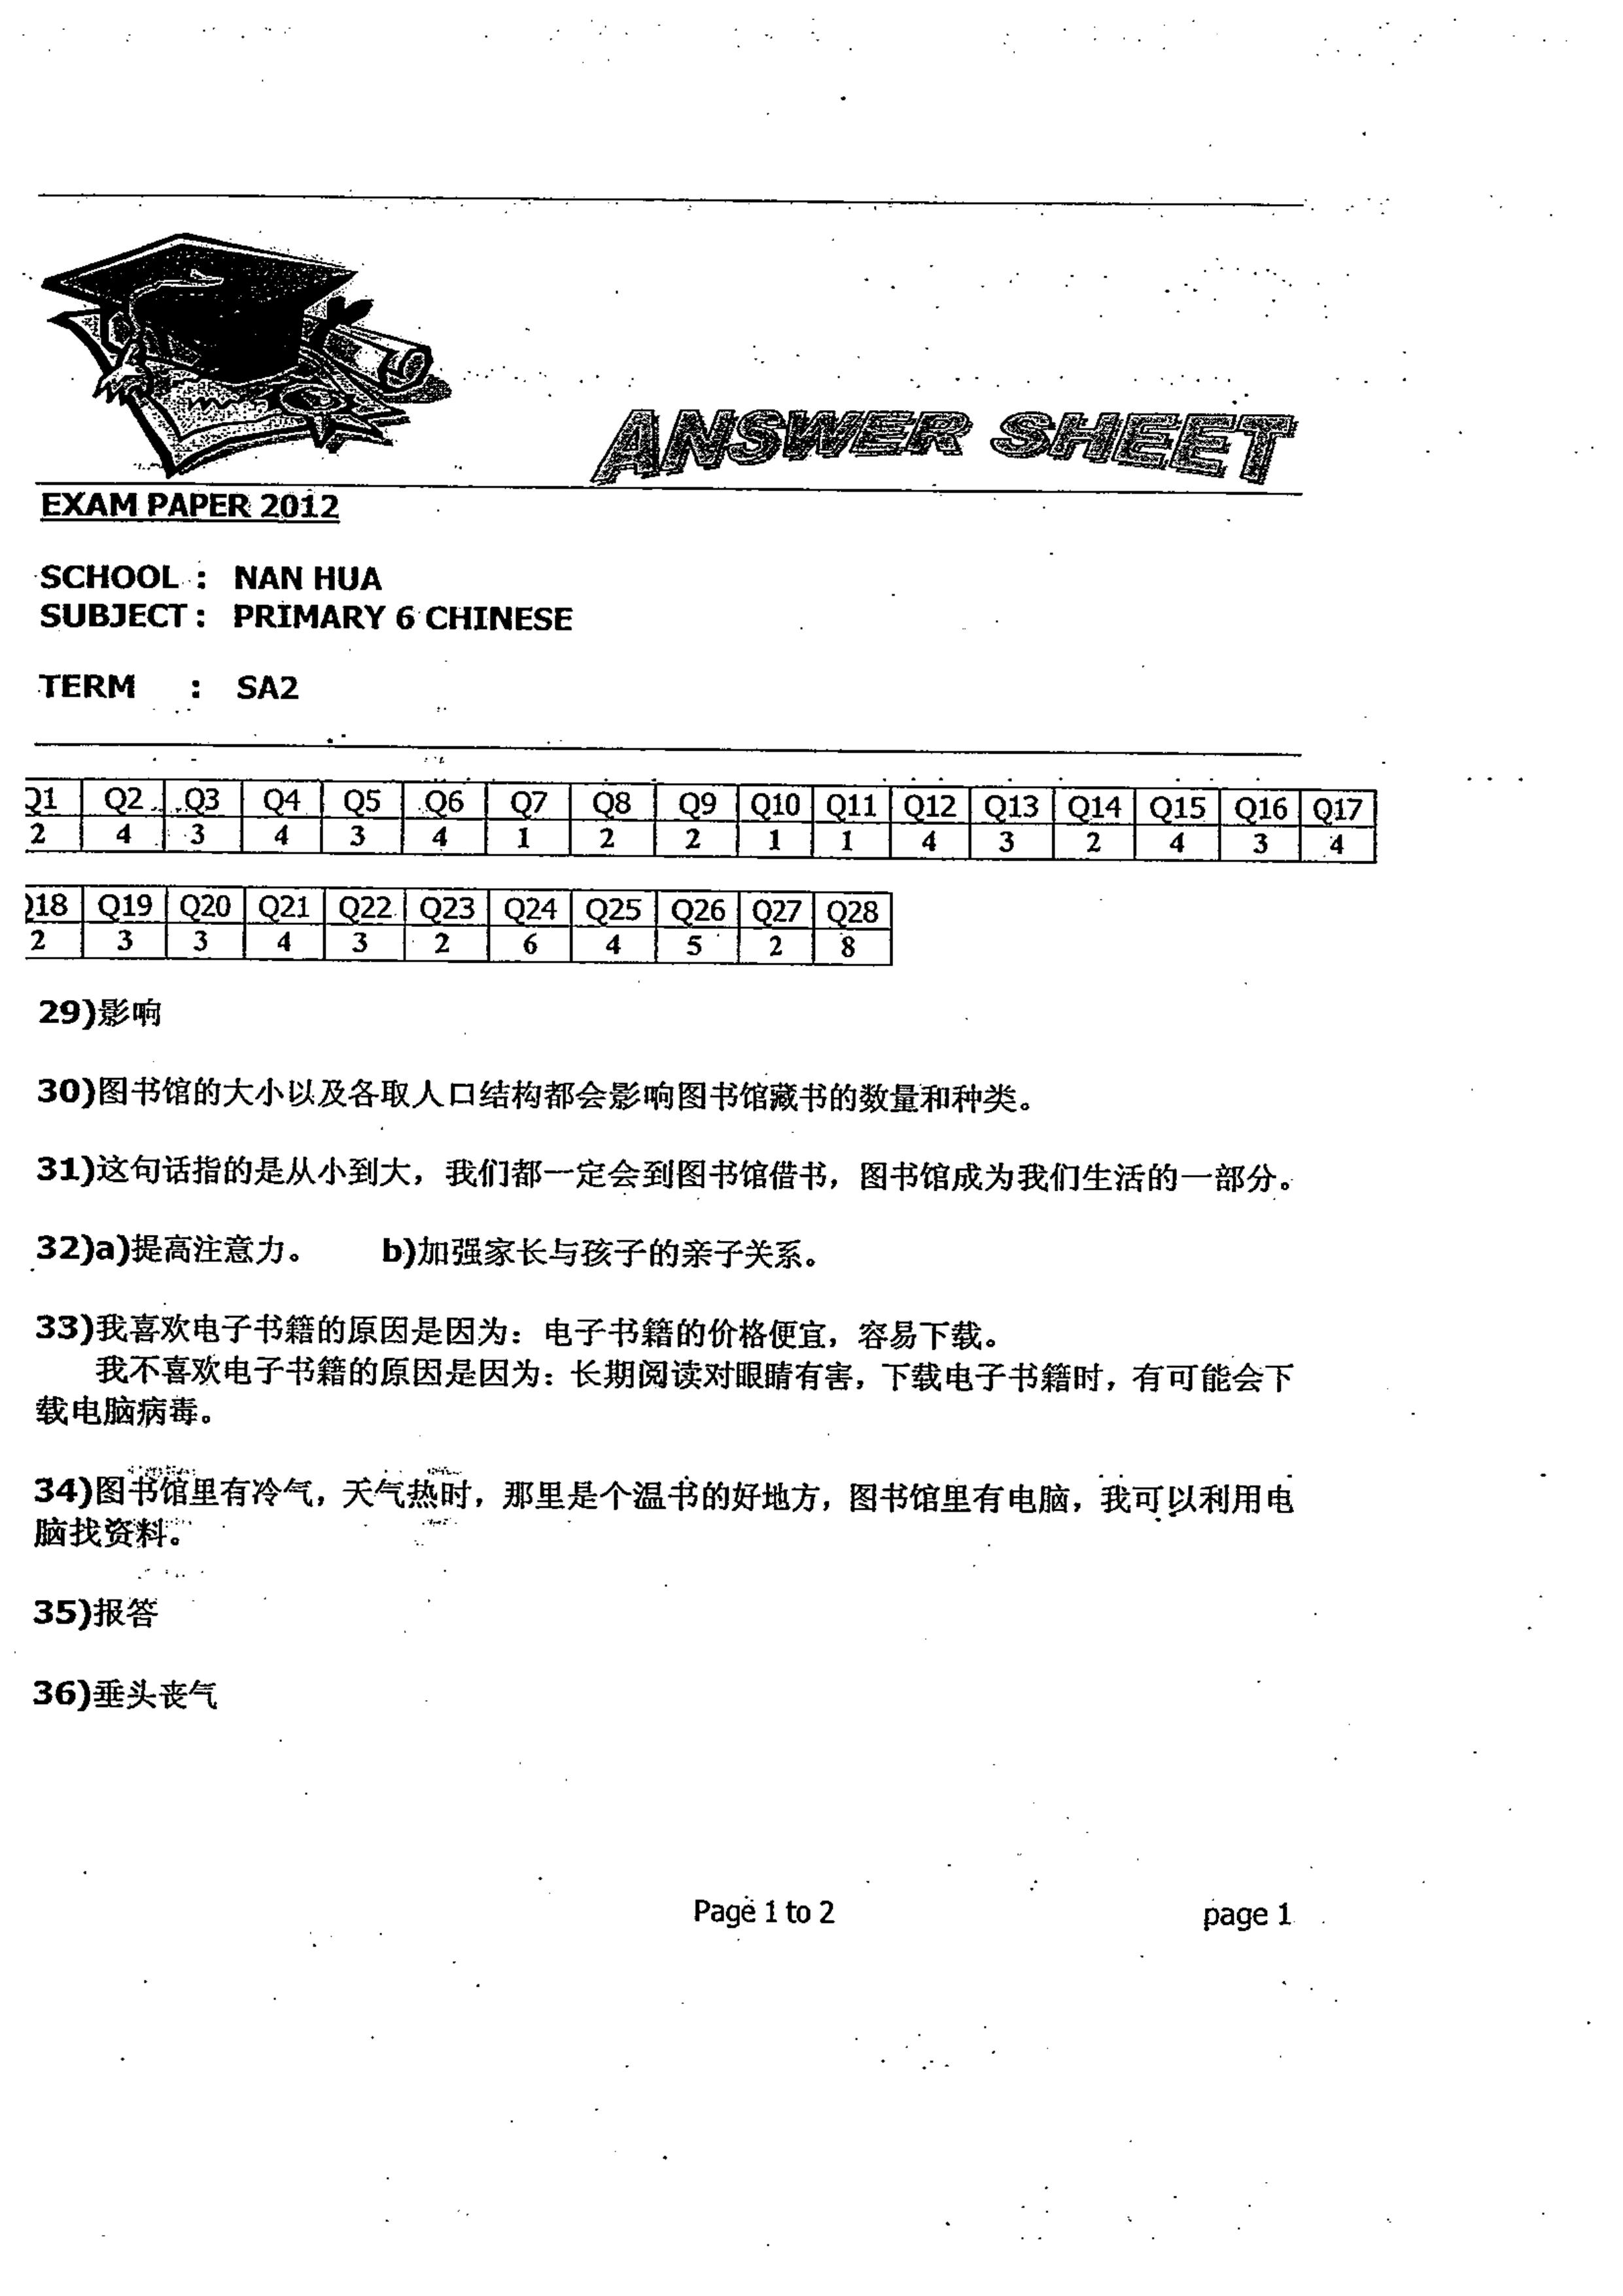 ANSWER SHEET
EXAM PAPER 2012
SCHOOL : NAN HUA
SUBJECT : PRIMARY 6 CHINESE
TERM : SA2
Q1 Q2 Q3 Q4 Q5 Q6 Q7 Q8 Q9 Q10 Q11 Q12 Q13 Q14 Q15 Q16 Q17
2 4 3 4 3 4 1 2 2 1 1 4 3 2 4 3 4
Q18 Q19 Q20 Q21 Q22 Q23 Q24 Q25 Q26 Q27 Q28
2 3 3 4 3 2 6 4 5 2 8
29)影响
30)图书馆的大小以及各取人口结构都会影响图书馆藏书的数量和种类。
31)这句话指的是从小到大，我们都一定会到图书馆借书，图书馆成为我们生活的一部分。
32)a)提高注意力。 b)加强家长与孩子的亲子关系。
33)我喜欢电子书籍的原因是因为：电子书籍的价格便宜，容易下载。
我不喜欢电子书籍的原因是因为：长期阅读对眼睛有害，下载电子书籍时，有可能会下
载电脑病毒。
34)图书馆里有冷气，天气热时，那里是个温书的好地方，图书馆里有电脑，我可以利用电
脑找资料。
35)报答
36)垂头丧气
Page 1 to 2 page 1